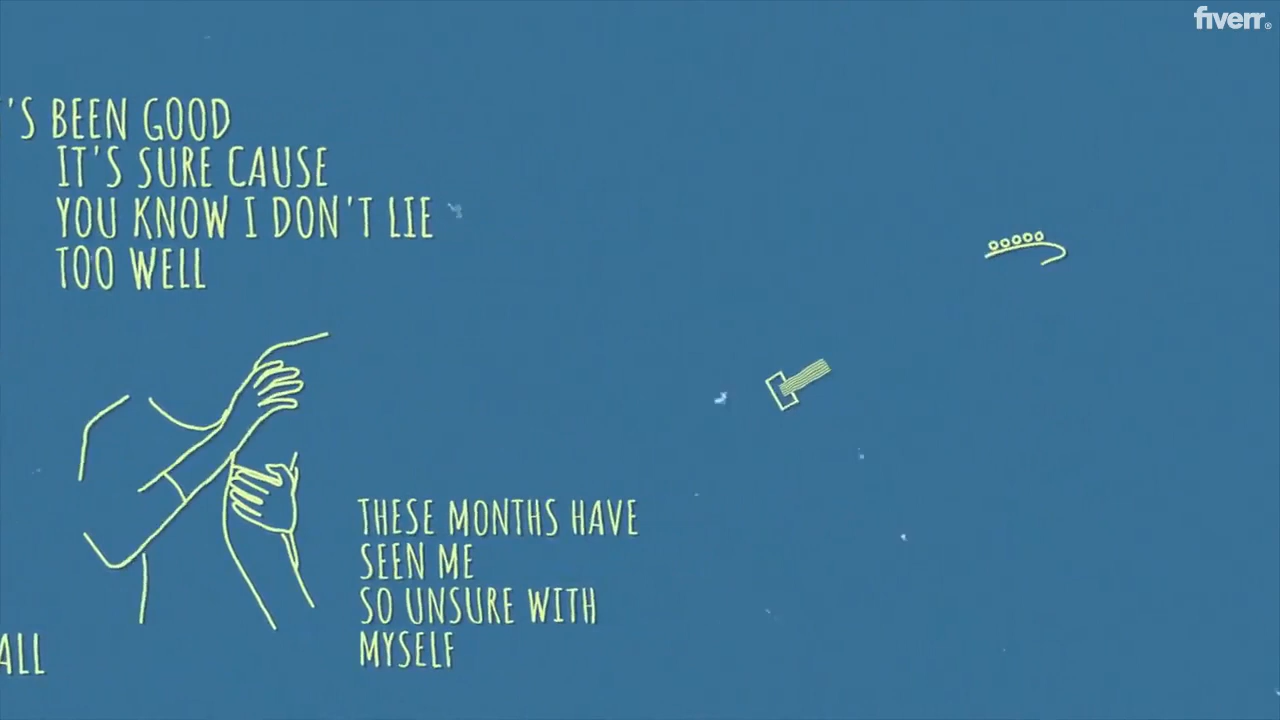 fiverr®
'S BEEN GOOD
IT'S SURE CAUSE
YOU KNOW I DON'T LIE
TOO WELL
THESE MONTHS HAVE
SEEN ME
SO UNSURE WITH
MYSELF
ALL